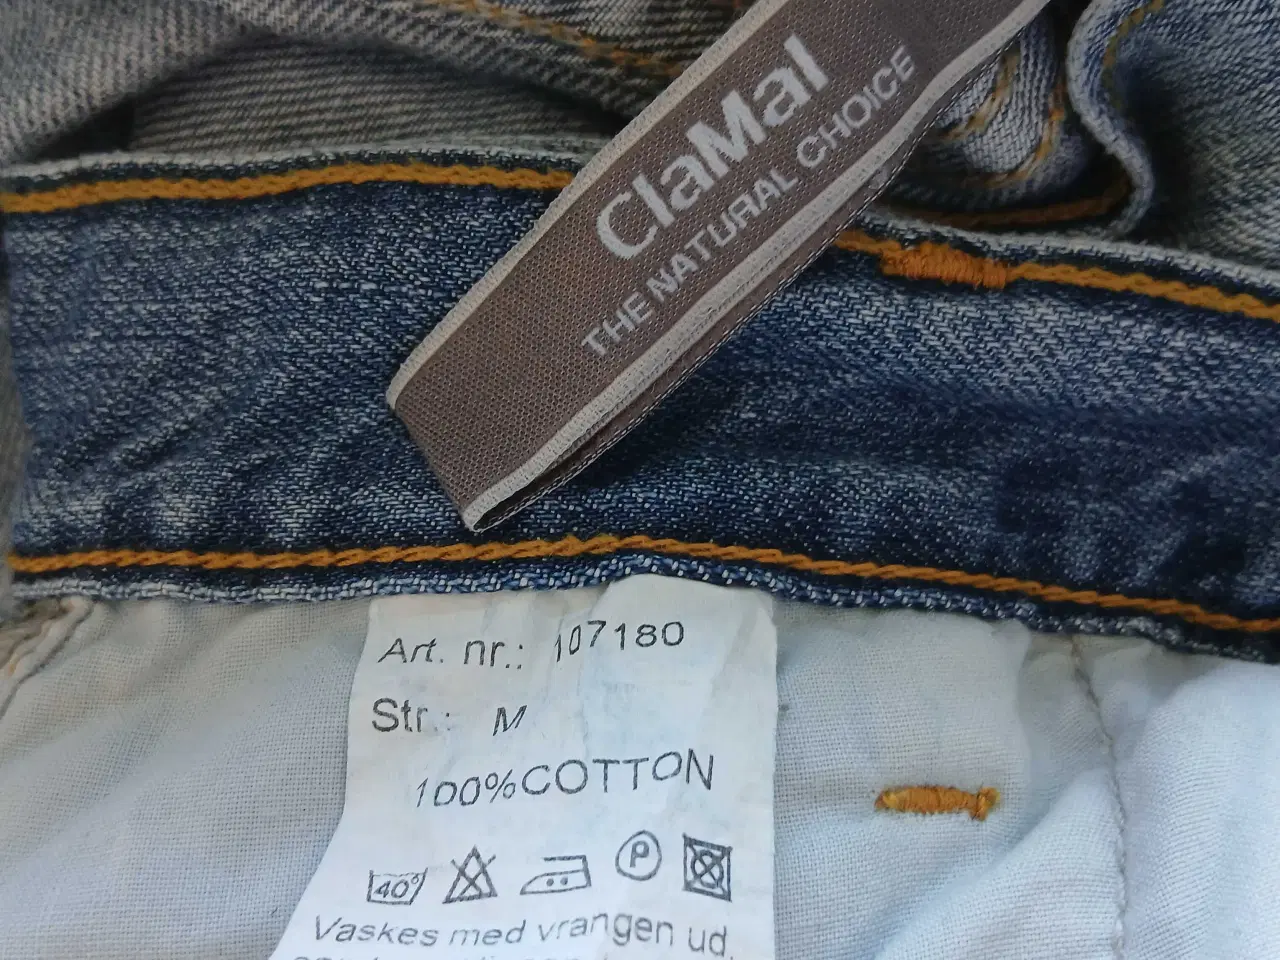 ClaMal
THE NATURAL CHOICE
Art. nr.: 107180
Str.: M
100%COTTON
40°
P
Vaskes med vrangen ud,